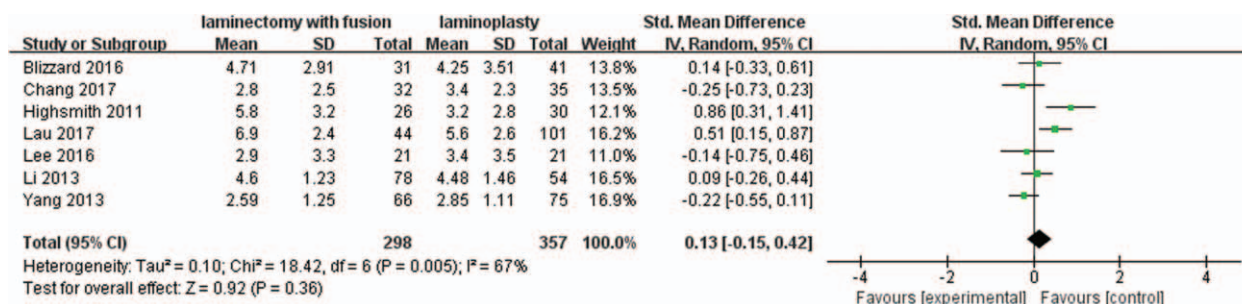 laminectomy with fusion laminoplasty Std. Mean Difference Std. Mean Difference
Study or Subgroup Mean SD Total Mean SD Total Weight IV, Random, 95% CI IV, Random, 95% CI
Blizzard 2016 4.71 2.91 31 4.25 3.51 41 13.8% 0.14 [-0.33, 0.61]
Chang 2017 2.8 2.5 32 3.4 2.3 35 13.5% -0.25 [-0.73, 0.23]
Highsmith 2011 5.8 3.2 26 3.2 2.8 30 12.1% 0.86 [0.31, 1.41]
Lau 2017 6.9 2.4 44 5.6 2.6 101 16.2% 0.51 [0.15, 0.87]
Lee 2016 2.9 3.3 21 3.4 3.5 21 11.0% -0.14 [-0.75, 0.46]
Li 2013 4.6 1.23 78 4.48 1.46 54 16.5% 0.09 [-0.26, 0.44]
Yang 2013 2.59 1.25 66 2.85 1.11 75 16.9% -0.22 [-0.55, 0.11]
Total (95% CI) 298 357 100.0% 0.13 [-0.15, 0.42]
Heterogeneity: Tau² = 0.10; Chi² = 18.42, df = 6 (P = 0.005); I² = 67%
Test for overall effect: Z = 0.92 (P = 0.36)
-4 -2 0 2 4
Favours [experimental] Favours [control]